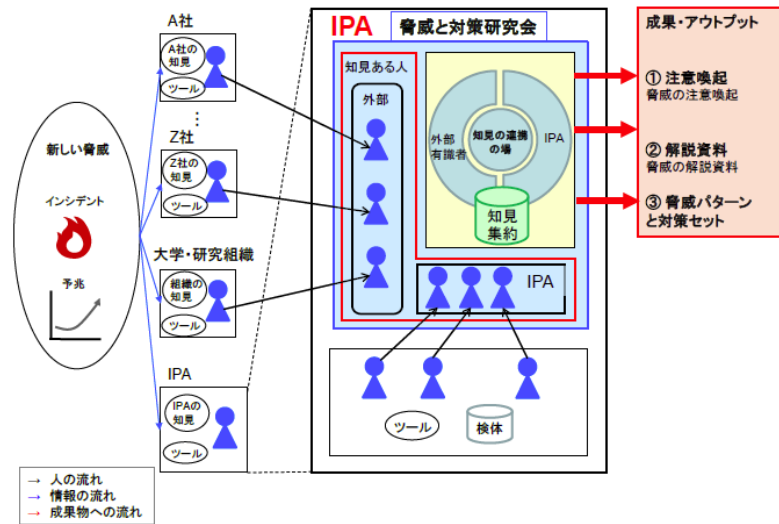 新しい脅威
インシデント
予兆
A社
A社の
知見
ツール
⋮
Z社
Z社の
知見
ツール
大学・研究組織
組織の
知見
ツール
IPA
IPAの
知見
ツール
IPA
脅威と対策研究会
知見ある人
外部
外部
有識者
知見の連携
の場
IPA
知見
集約
IPA
ツール
検体
成果・アウトプット
① 注意喚起
脅威の注意喚起
② 解説資料
脅威の解説資料
③ 脅威パターン
と対策セット
→ 人の流れ
→ 情報の流れ
→ 成果物への流れ